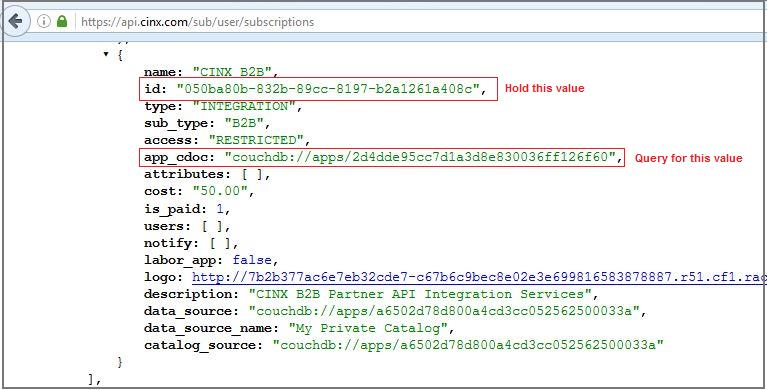 https://api.cinx.com/sub/user/subscriptions
},
{
name: "CINX B2B",
id: "050ba80b-832b-89cc-8197-b2a1261a408c", Hold this value
type: "INTEGRATION",
sub_type: "B2B",
access: "RESTRICTED",
app_cdoc: "couchdb://apps/2d4dde95cc7d1a3d8e830036ff126f60", Query for this value
attributes: [ ],
cost: "50.00",
is_paid: 1,
users: [ ],
notify: [ ],
labor_app: false,
logo: http://7b2b377ac6e7eb32cde7-c67b6c9bec8e02e3e699816583878887.r51.cf1.rac
description: "CINX B2B Partner API Integration Services",
data_source: "couchdb://apps/a6502d78d800a4cd3cc052562500033a",
data_source_name: "My Private Catalog",
catalog_source: "couchdb://apps/a6502d78d800a4cd3cc052562500033a"
}
],